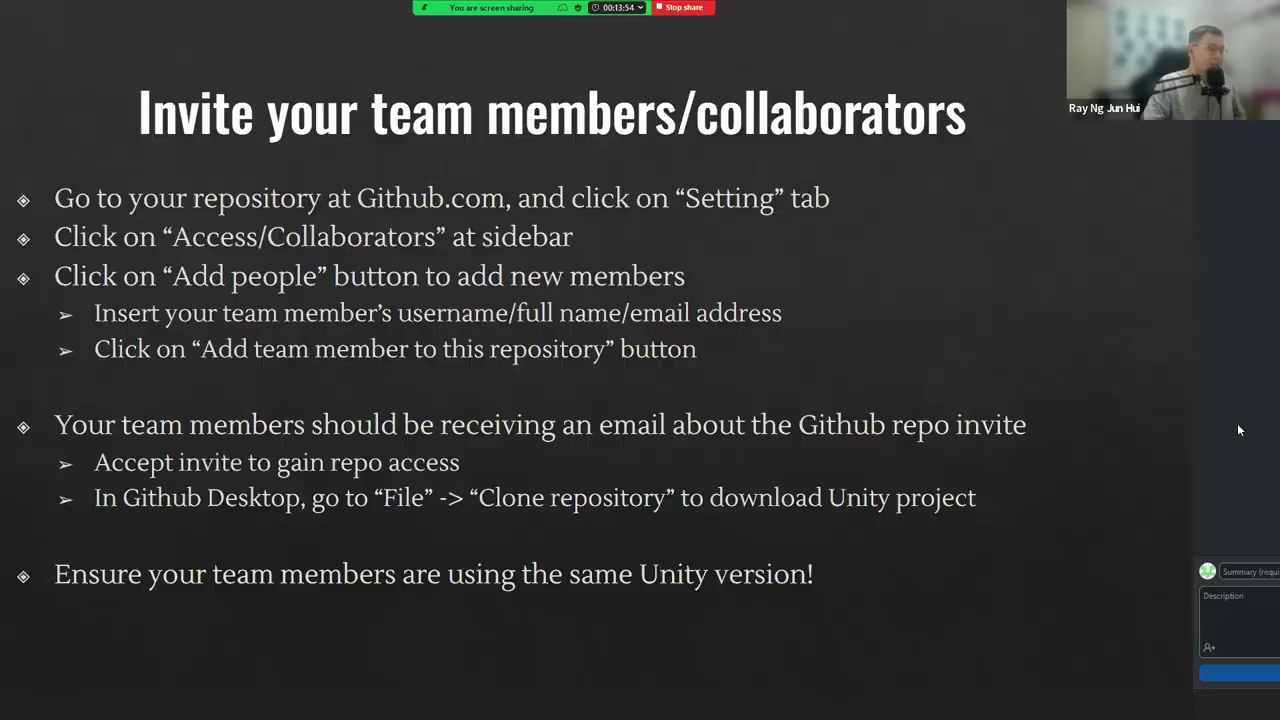 You are screen sharing
00:13:54
Stop share
Ray Ng Jun Hui
Invite your team members/collaborators
Go to your repository at Github.com, and click on “Setting” tab
Click on “Access/Collaborators” at sidebar
Click on “Add people” button to add new members
Insert your team member’s username/full name/email address
Click on “Add team member to this repository” button
Your team members should be receiving an email about the Github repo invite
Accept invite to gain repo access
In Github Desktop, go to “File” -> “Clone repository” to download Unity project
Ensure your team members are using the same Unity version!
Summary (requi
Description